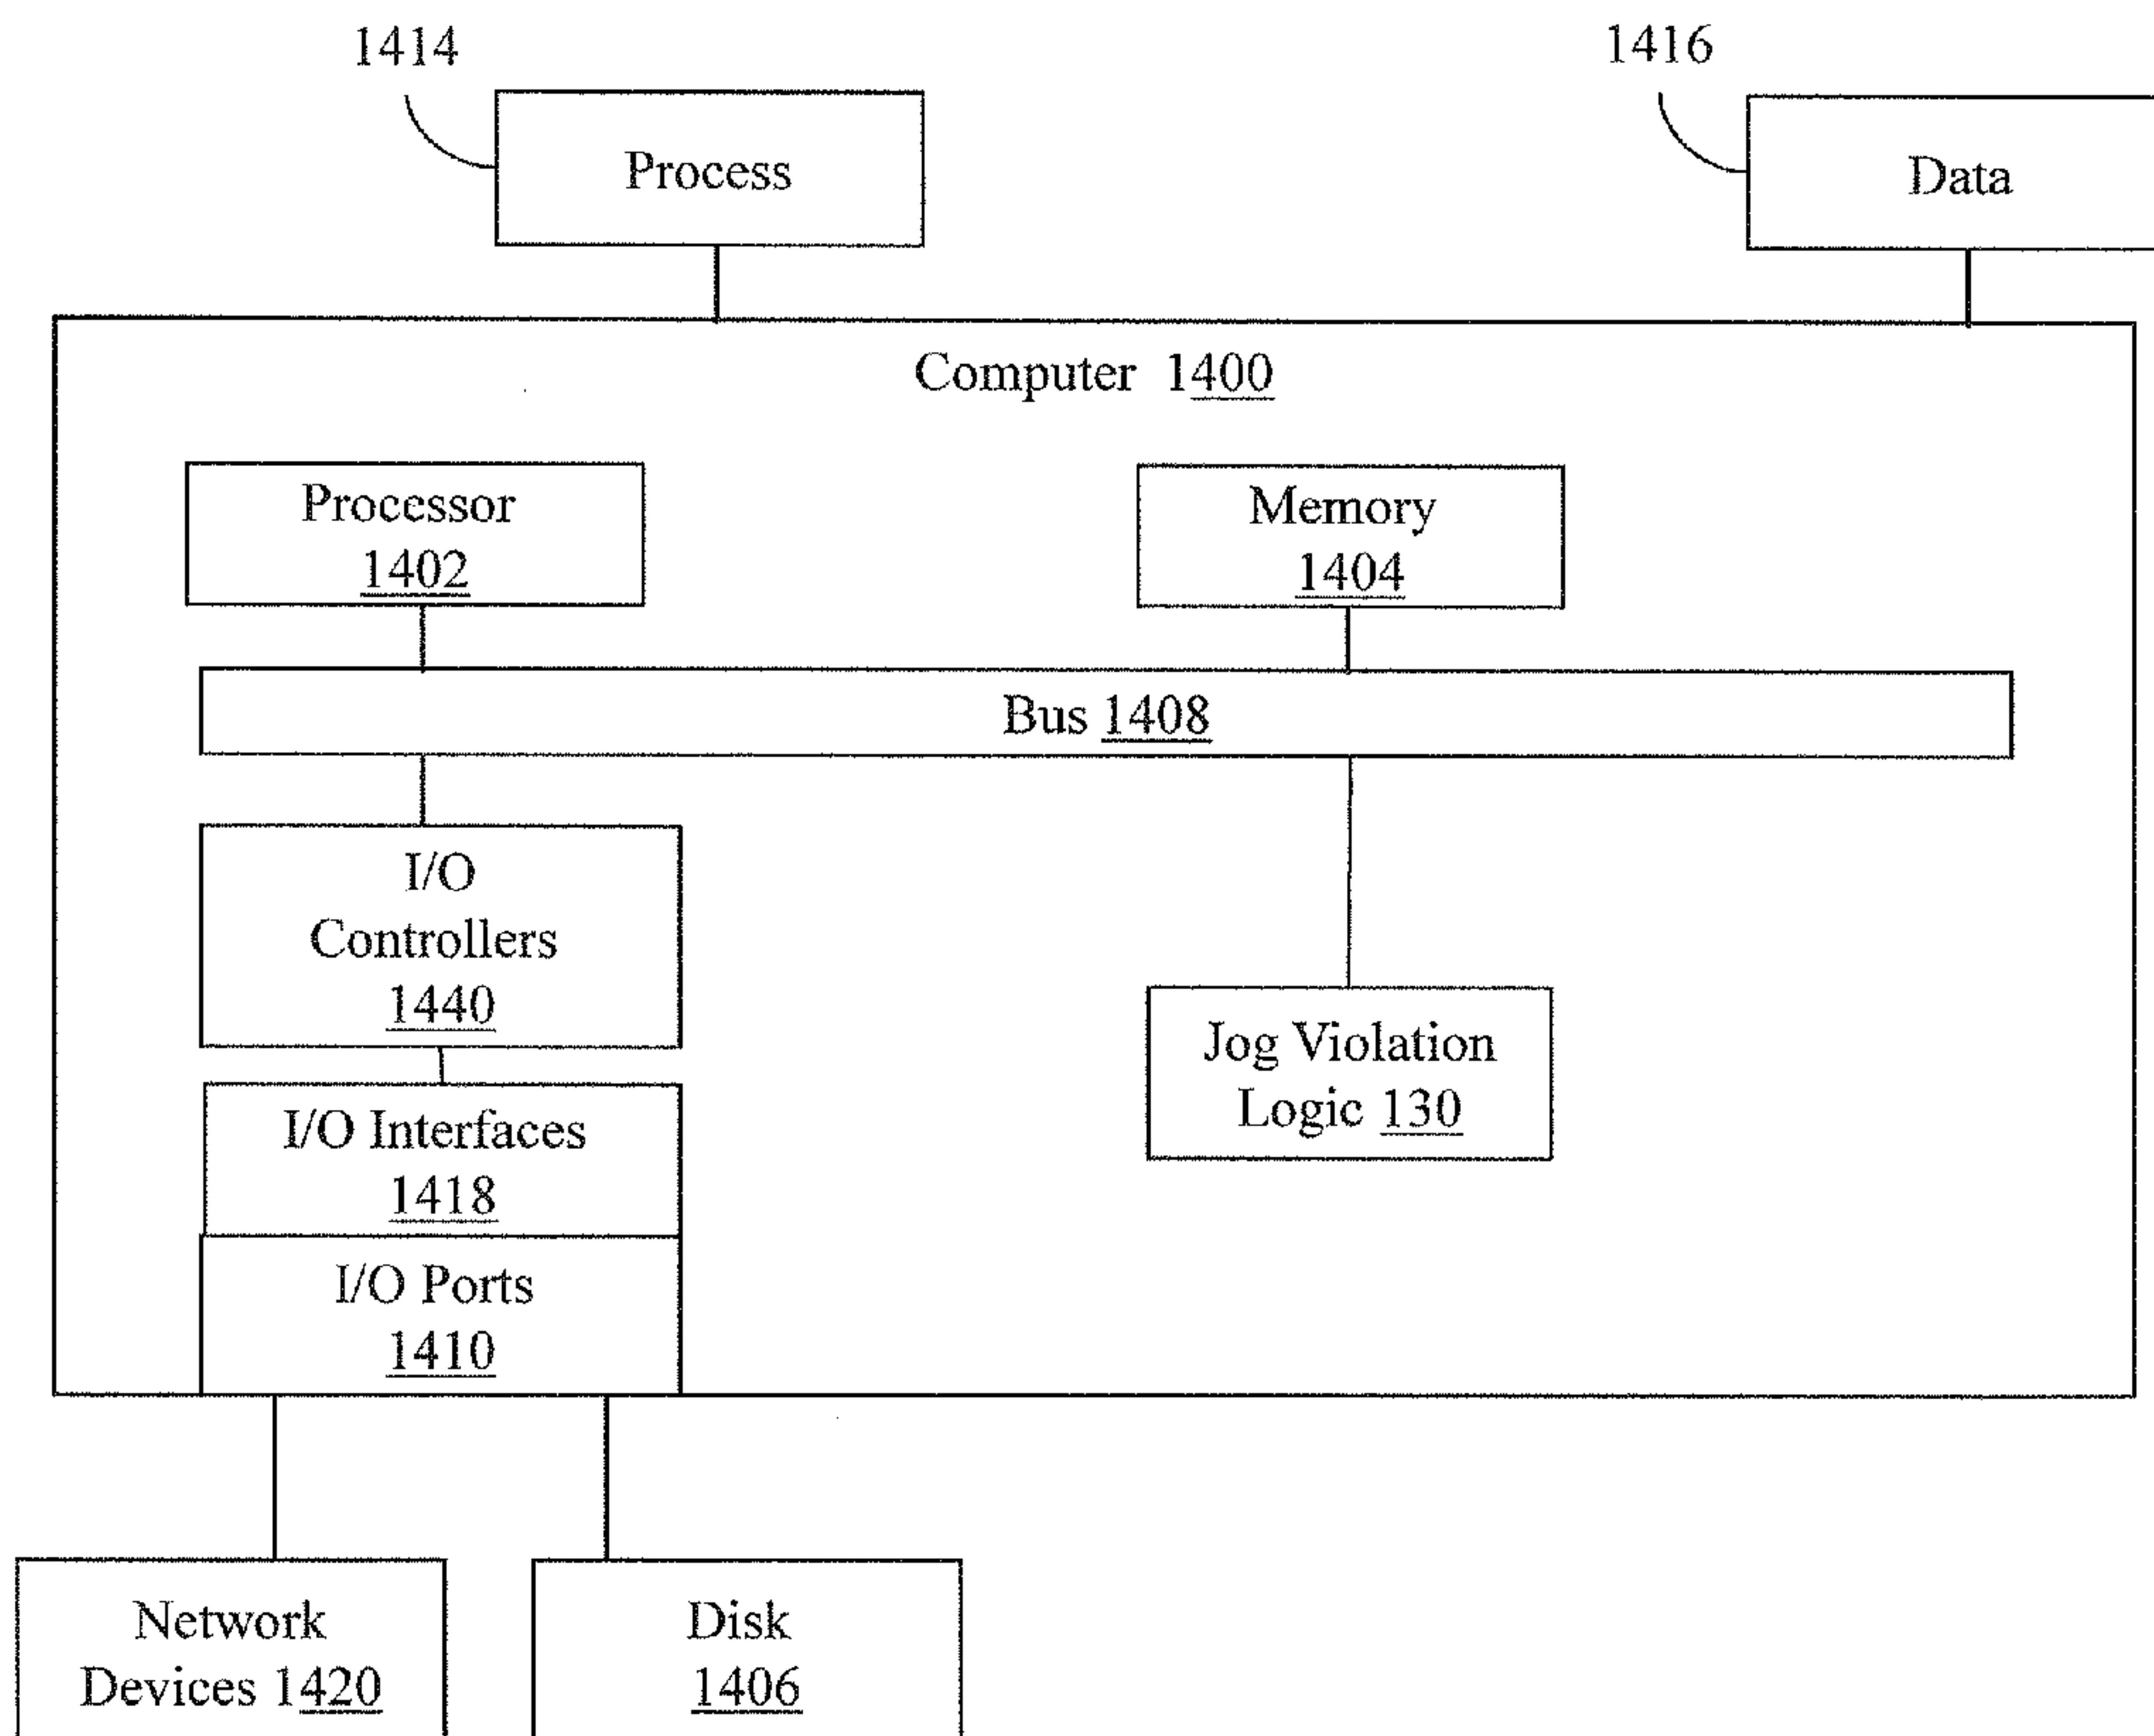 1414
1416
Process
Data
Computer 1400
Processor
1402
Memory
1404
Bus 1408
I/O
Controllers
1440
Jog Violation
Logic 130
I/O Interfaces
1418
I/O Ports
1410
Network
Devices 1420
Disk
1406